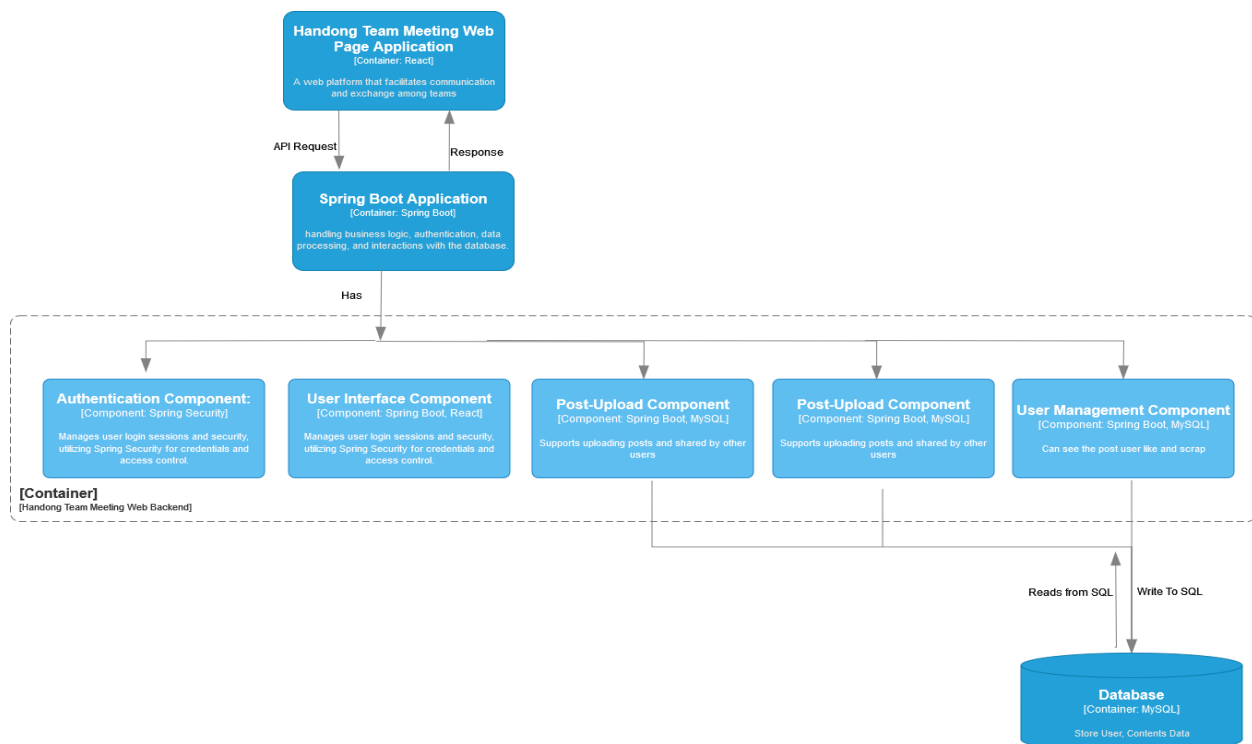 Handong Team Meeting Web
Page Application
[Container: React]
A web platform that facilitates communication
and exchange among teams
API Request
Response
Spring Boot Application
[Container: Spring Boot]
handling business logic, authentication, data
processing, and interactions with the database.
Has
Authentication Component:
[Component: Spring Security]
Manages user login sessions and security,
utilizing Spring Security for credentials and
access control.
User Interface Component
[Component: Spring Boot, React]
Manages user login sessions and security,
utilizing Spring Security for credentials and
access control.
Post-Upload Component
[Component: Spring Boot, MySQL]
Supports uploading posts and shared by other
users
Post-Upload Component
[Component: Spring Boot, MySQL]
Supports uploading posts and shared by other
users
User Management Component
[Component: Spring Boot, MySQL]
Can see the post user like and scrap
[Container]
[Handong Team Meeting Web Backend]
Reads from SQL
Write To SQL
Database
[Container: MySQL]
Store User, Contents Data